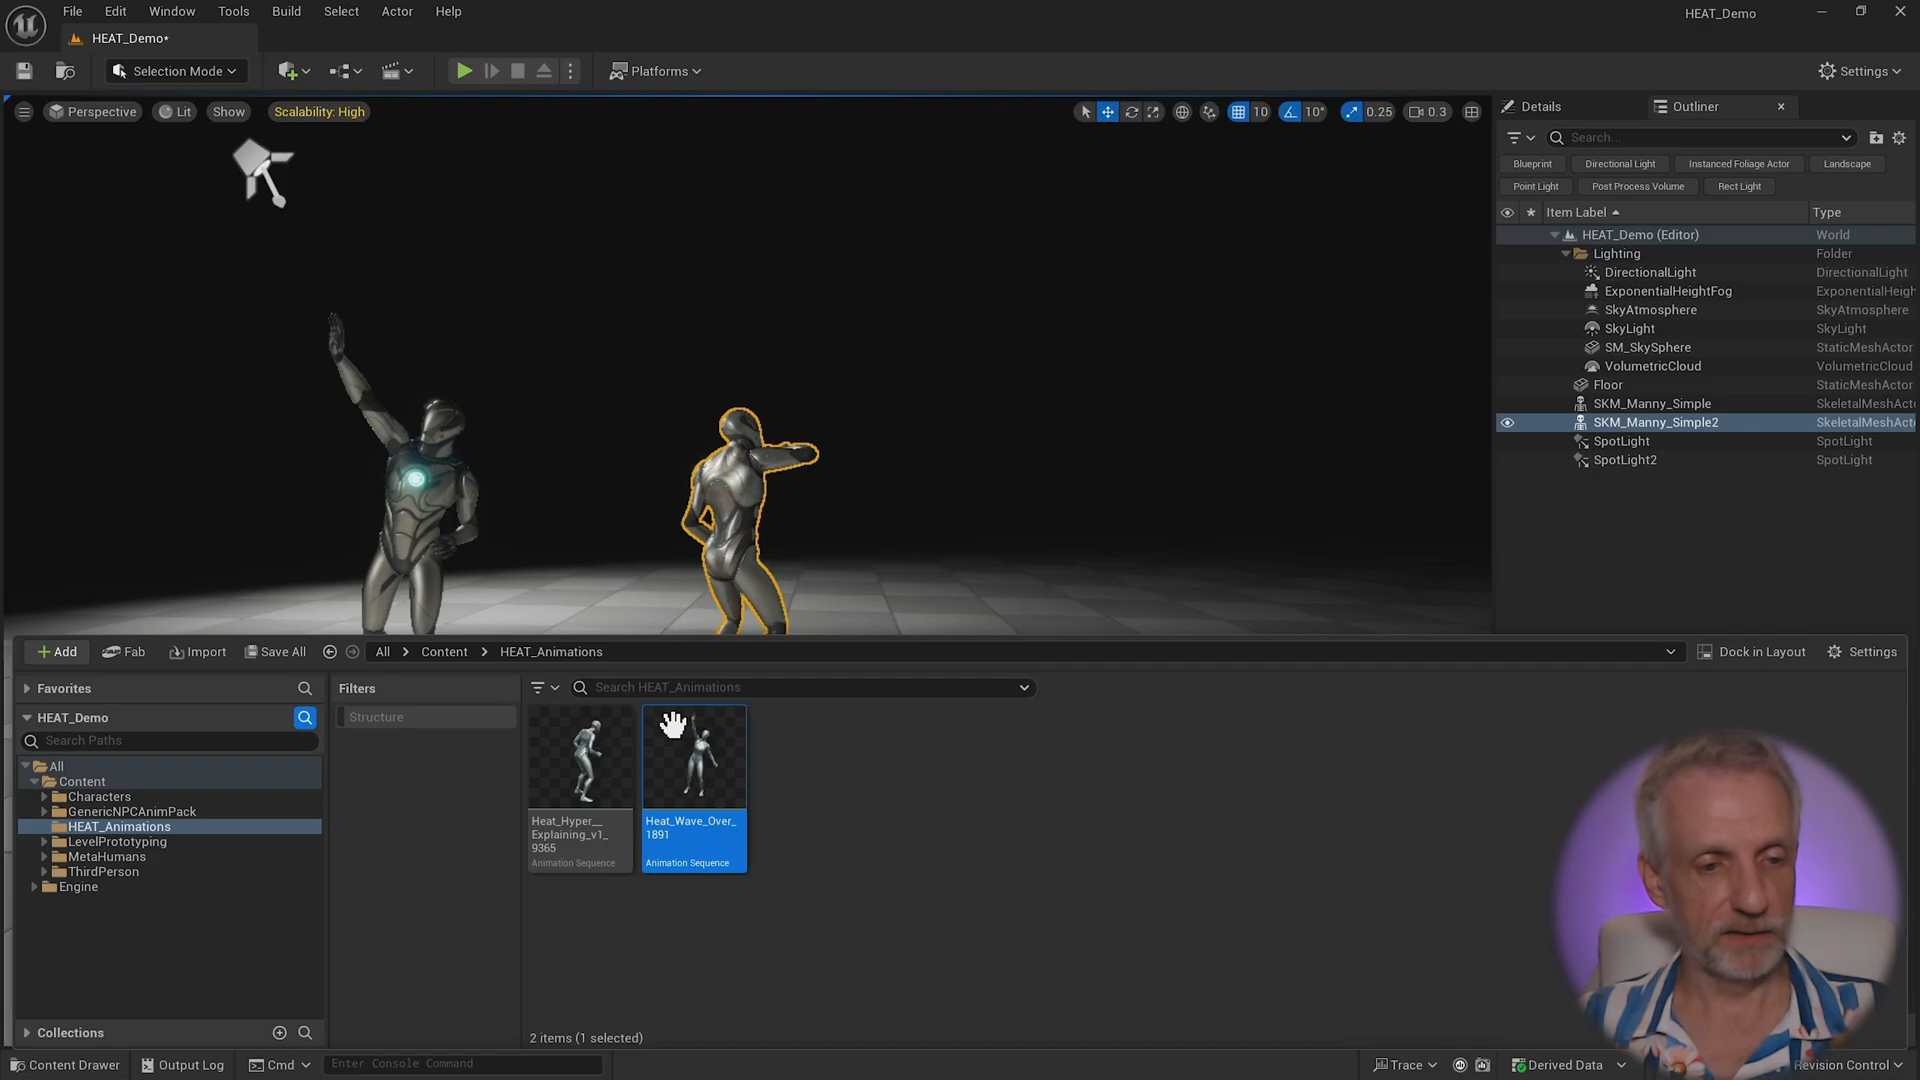 File Edit Window Tools Build Select Actor Help
HEAT_Demo
HEAT_Demo•
Selection Mode
Platforms
Settings
Perspective Lit Show Scalability: High
10 10° 0.25 0.3
Details Outliner
Search...
Blueprint Directional Light Instanced Foliage Actor Landscape
Point Light Post Process Volume Rect Light
Item Label Type
HEAT_Demo (Editor) World
Lighting Folder
DirectionalLight DirectionalLight
ExponentialHeightFog ExponentialHeigh
SkyAtmosphere SkyAtmosphere
SkyLight SkyLight
SM_SkySphere StaticMeshActor
VolumetricCloud VolumetricCloud
Floor StaticMeshActor
SKM_Manny_Simple SkeletalMeshActo
SKM_Manny_Simple2 SkeletalMeshActo
SpotLight SpotLight
SpotLight2 SpotLight
Add Fab Import Save All All Content HEAT_Animations Dock in Layout Settings
Favorites
HEAT_Demo
Search Paths
All
Content
Characters
GenericNPCAnimPack
HEAT_Animations
LevelPrototyping
MetaHumans
ThirdPerson
Engine
Collections
Filters
Structure
Search HEAT_Animations
Heat_Hyper__
Explaining_v1_
9365
Animation Sequence
Heat_Wave_Over_
1891
Animation Sequence
2 items (1 selected)
Content Drawer Output Log Cmd Enter Console Command Trace Derived Data Revision Control